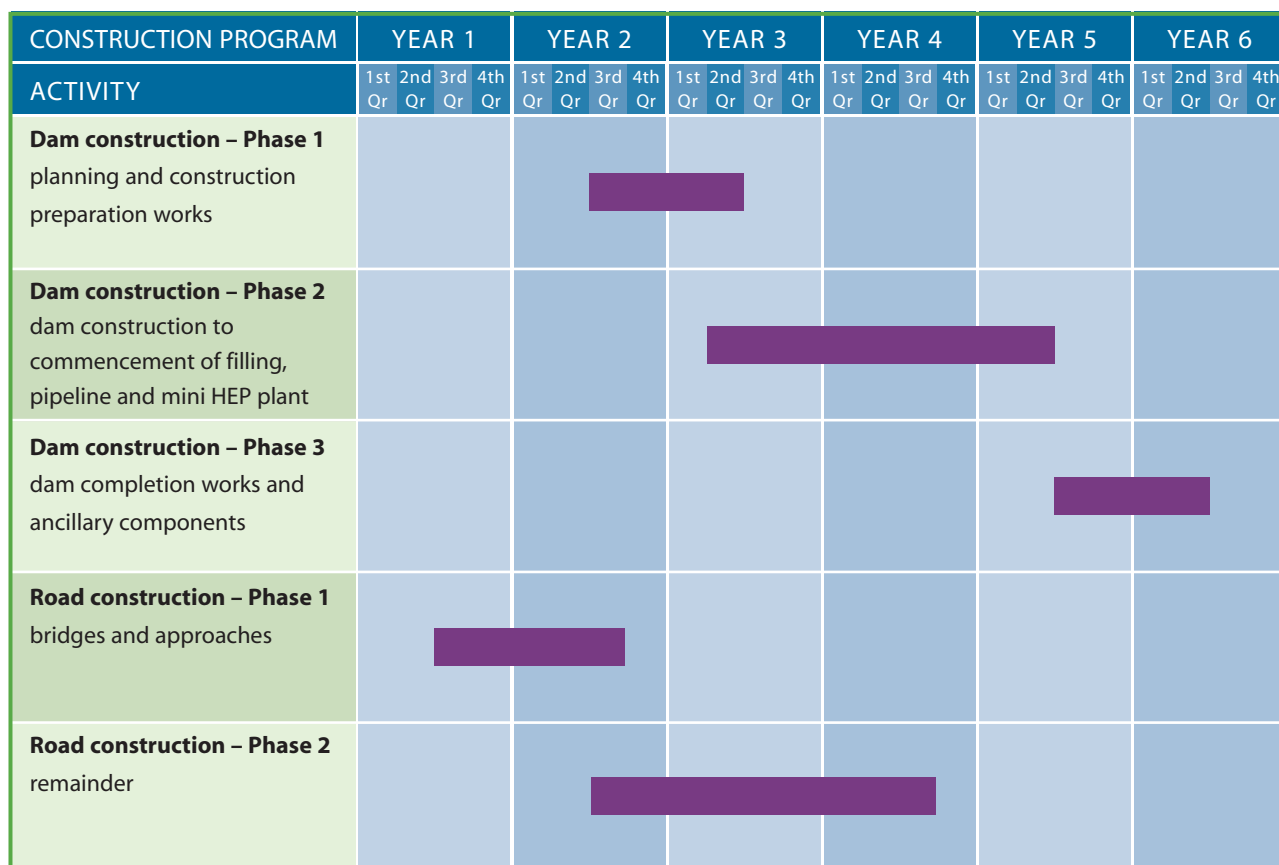 CONSTRUCTION PROGRAM YEAR 1 YEAR 2 YEAR 3 YEAR 4 YEAR 5 YEAR 6
ACTIVITY
1st 2nd 3rd 4th 1st 2nd 3rd 4th 1st 2nd 3rd 4th 1st 2nd 3rd 4th 1st 2nd 3rd 4th 1st 2nd 3rd 4th
Qr Qr Qr Qr Qr Qr Qr Qr Qr Qr Qr Qr Qr Qr Qr Qr Qr Qr Qr Qr Qr Qr Qr Qr
Dam construction – Phase 1
planning and construction
preparation works
Dam construction – Phase 2
dam construction to
commencement of filling,
pipeline and mini HEP plant
Dam construction – Phase 3
dam completion works and
ancillary components
Road construction – Phase 1
bridges and approaches
Road construction – Phase 2
remainder